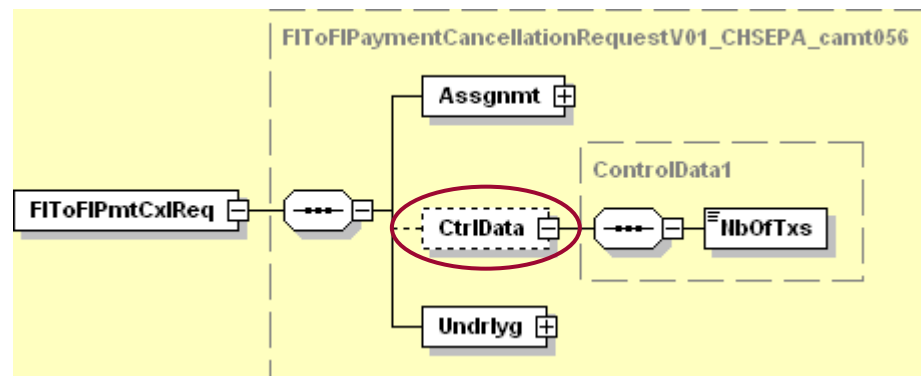 FIToFIPaymentCancellationRequestV01_CHSEPA_camt056
Assgnmt
ControlData1
FIToFIPmtCxlReq
CtrlData
NbOfTxs
Undrlyg